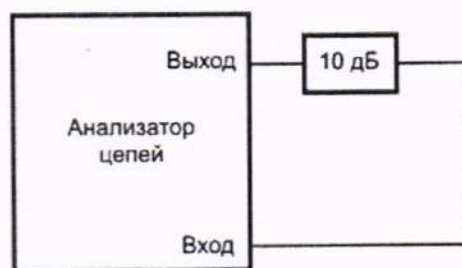 Выход
10 дБ
Анализатор
цепей
Вход